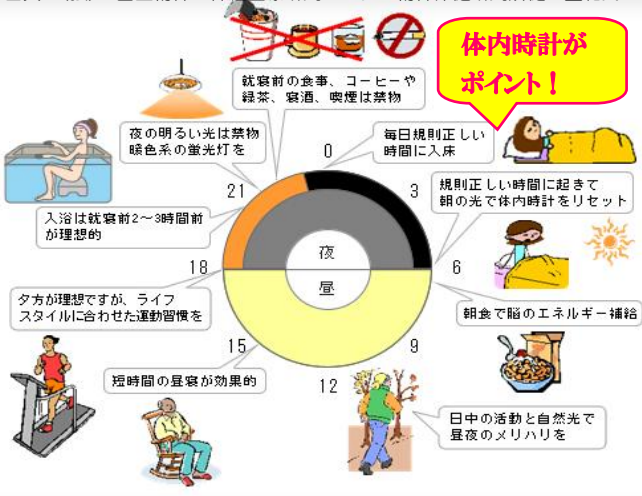 体内時計が
ポイント！
就寝前の食事、コーヒーや
緑茶、寝酒、喫煙は禁物
夜の明るい光は禁物
暖色系の蛍光灯を
毎日規則正しい
時間に入床
0
3
21
規則正しい時間に起きて
朝の光で体内時計をリセット
入浴は就寝前2～3時間前
が理想的
夜
18
6
昼
夕方が理想ですが、ライフ
スタイルに合わせた運動習慣を
朝食で脳のエネルギー補給
15
9
短時間の昼寝が効果的
12
日中の活動と自然光で
昼夜のメリハリを